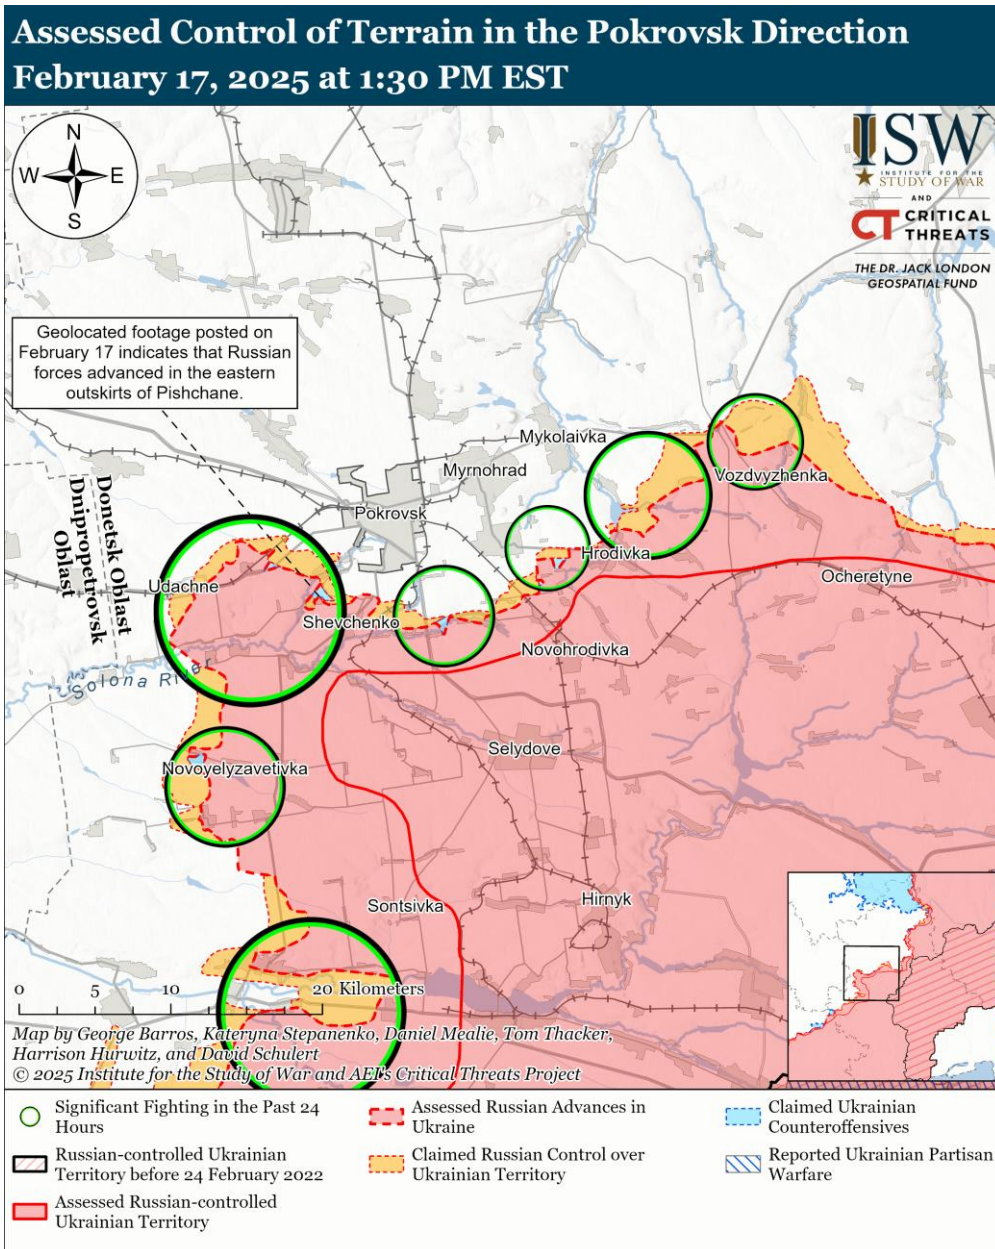 Assessed Control of Terrain in the Pokrovsk Direction
February 17, 2025 at 1:30 PM EST
N
W
E
S
ISW
INSTITUTE FOR THE
STUDY OF WAR
AND
CT CRITICAL
THREATS
THE DR. JACK LONDON
GEOSPATIAL FUND
Geolocated footage posted on
February 17 indicates that Russian
forces advanced in the eastern
outskirts of Pishchane.
Mykolaivka
Myrnohrad
Vozdvyzhenka
Pokrovsk
Donetsk Oblast
Dnipropetrovsk
Oblast
Hrodivka
Ocheretyne
Udachne
Shevchenko
Novohrodivka
Solona River
Selydove
Novoyelyzavetivka
Sontsivka
Hirnyk
0 5 10 20 Kilometers
Map by George Barros, Kateryna Stepanenko, Daniel Mealie, Tom Thacker,
Harrison Hurwitz, and David Schulert
© 2025 Institute for the Study of War and AEI's Critical Threats Project
Significant Fighting in the Past 24
Hours
Russian-controlled Ukrainian
Territory before 24 February 2022
Assessed Russian-controlled
Ukrainian Territory
Assessed Russian Advances in
Ukraine
Claimed Russian Control over
Ukrainian Territory
Claimed Ukrainian
Counteroffensives
Reported Ukrainian Partisan
Warfare